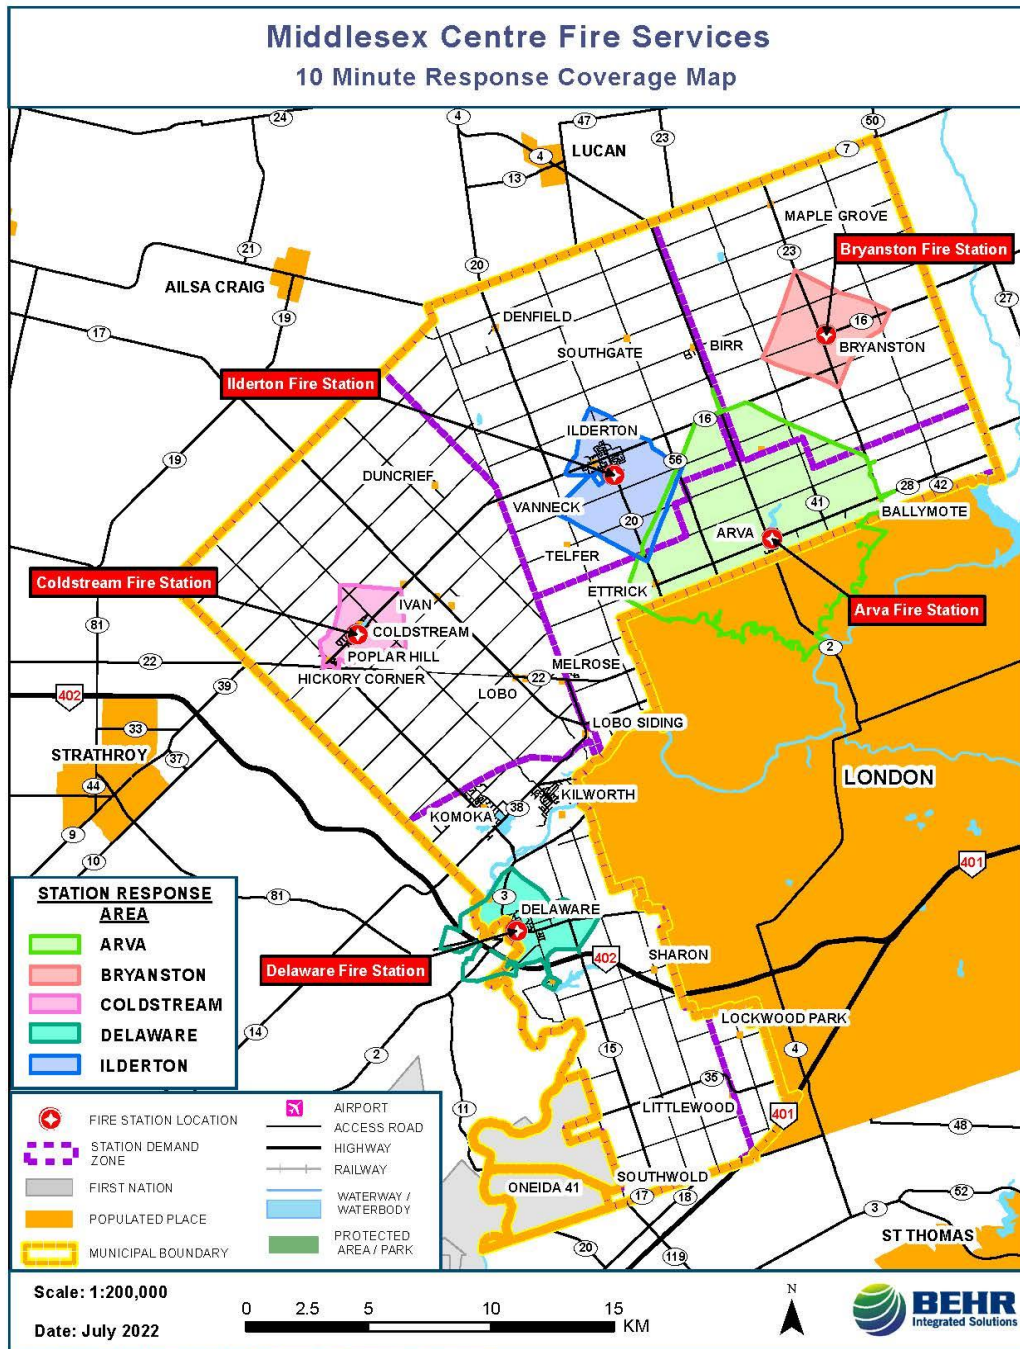 Middlesex Centre Fire Services
10 Minute Response Coverage Map
24
4
47
23
50
4
LUCAN
7
13
MAPLE GROVE
21
20
23
Bryanston Fire Station
AILSA CRAIG
19
27
17
DENFIELD
16
SOUTHGATE
BIRR
BRYANSTON
Ilderton Fire Station
16
ILDERTON
19
56
DUNCRIEF
28
42
VANNECK
41
BALLYMOTE
20
ARVA
TELFER
Coldstream Fire Station
ETTRICK
IVAN
Arva Fire Station
81
COLDSTREAM
2
22
POPLAR HILL
MELROSE
HICKORY CORNER
22
39
LOBO
402
LOBO SIDING
33
STRATHROY
37
LONDON
44
KILWORTH
38
KOMOKA
9
10
401
STATION RESPONSE
AREA
81
3
DELAWARE
ARVA
SHARON
402
Delaware Fire Station
BRYANSTON
COLDSTREAM
LOCKWOOD PARK
DELAWARE
14
2
15
4
ILDERTON
35
11
LITTLEWOOD
401
FIRE STATION LOCATION
AIRPORT
ACCESS ROAD
48
STATION DEMAND
ZONE
HIGHWAY
RAILWAY
SOUTHWOLD
FIRST NATION
ONEIDA 41
17
18
52
WATERWAY /
WATERBODY
3
POPULATED PLACE
ST THOMAS
PROTECTED
AREA / PARK
20
119
MUNICIPAL BOUNDARY
Scale: 1:200,000
N
0 2.5 5 10 15
KM
BEHR
Integrated Solutions
Date: July 2022